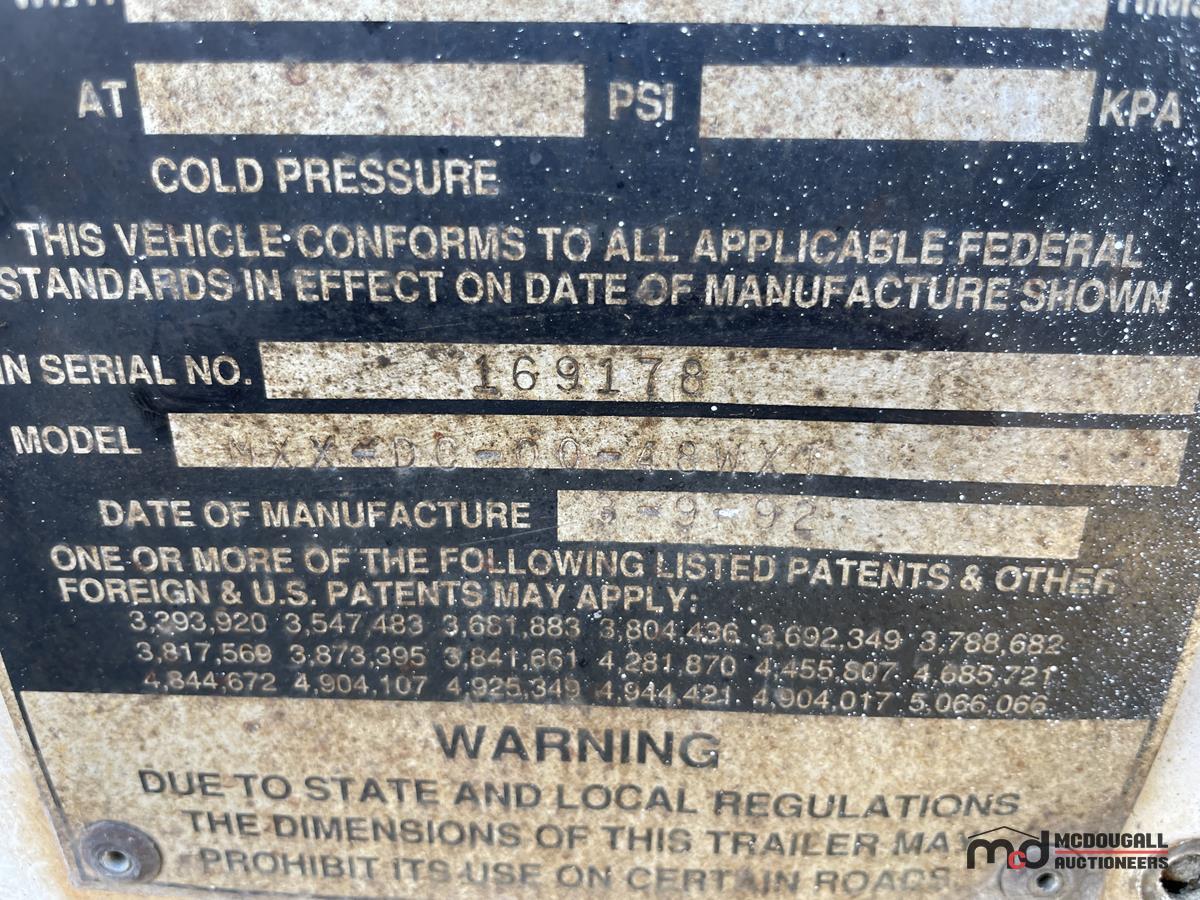 AT PSI KPA
COLD PRESSURE
THIS VEHICLE CONFORMS TO ALL APPLICABLE FEDERAL
STANDARDS IN EFFECT ON DATE OF MANUFACTURE SHOWN
IN SERIAL NO. 169178
MODEL
DATE OF MANUFACTURE
ONE OR MORE OF THE FOLLOWING LISTED PATENTS & OTHER
FOREIGN & U.S. PATENTS MAY APPLY:
3,547,483 3,681,883 3,804,436 3,692,349 3,788,682
3,817,569 3,873,395 3,841,661 4,281,870 4,455,807 4,685,721
4,844,672 4,904,107 4,925,349 4,944,421 4,904,017 5,066,066
WARNING
DUE TO STATE AND LOCAL REGULATIONS
THE DIMENSIONS OF THIS TRAILER MAY
PROHIBIT ITS USE ON CERTAIN ROADS
mcd MCDOUGALL
AUCTIONEERS